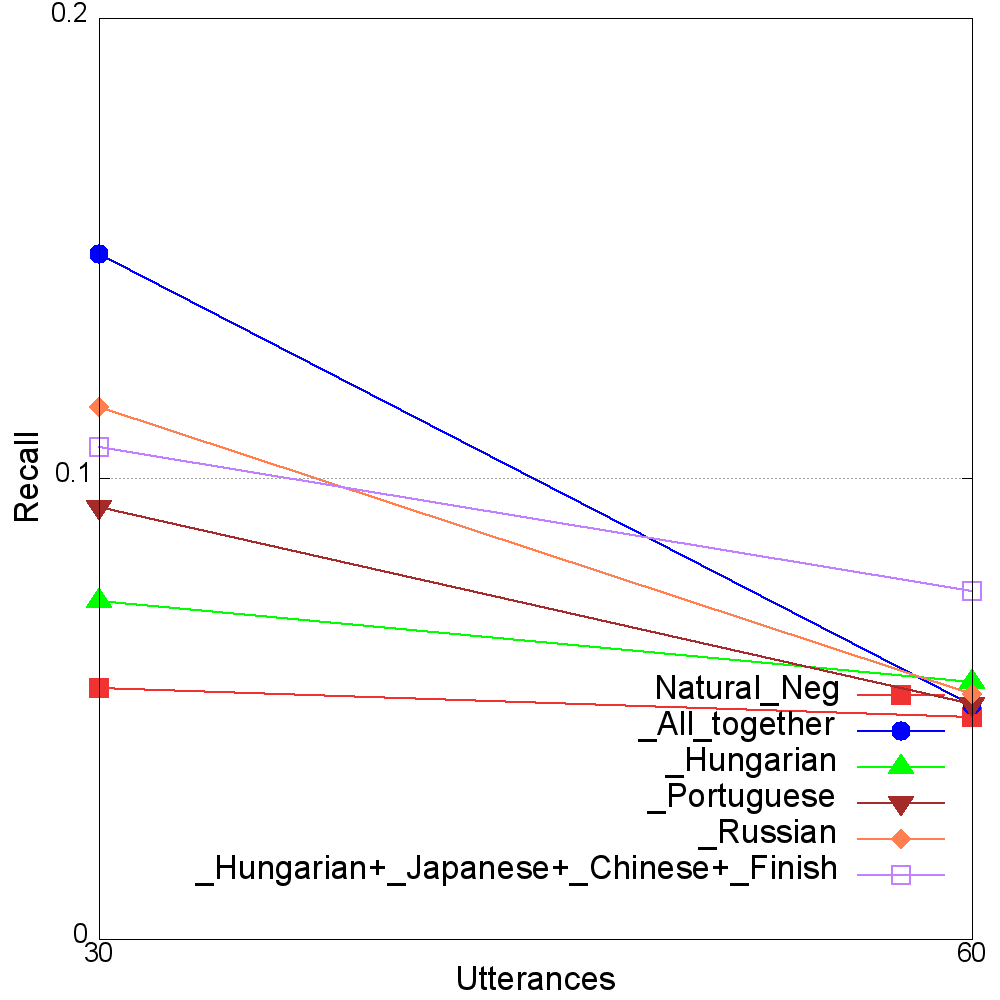 0.2
0.1
0
Recall
30
60
Utterances
Natural_Neg
_All_together
_Hungarian
_Portuguese
_Russian
_Hungarian+_Japanese+_Chinese+_Finish